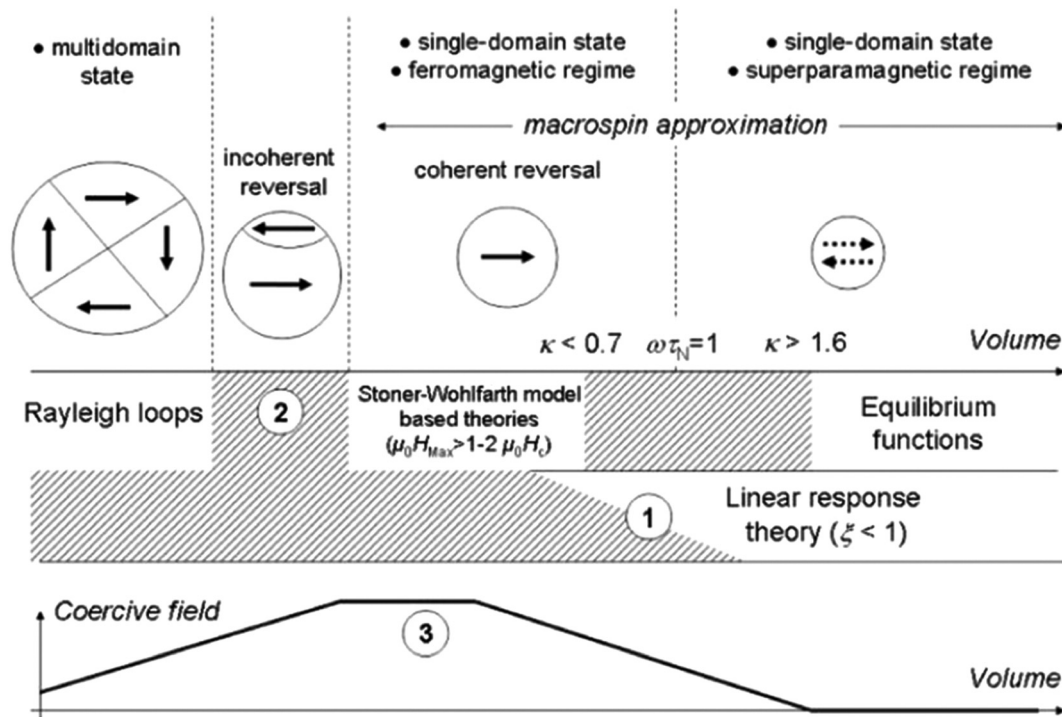 • multidomain
state
• single-domain state
• ferromagnetic regime
• single-domain state
• superparamagnetic regime
macrospin approximation
incoherent
reversal
coherent reversal
κ < 0.7
ωτN=1
κ > 1.6
Volume
Rayleigh loops
2
Stoner-Wohlfarth model
based theories
(μ0HMax>1-2 μ0Hc)
Equilibrium
functions
1
Linear response
theory (ξ < 1)
Coercive field
3
Volume